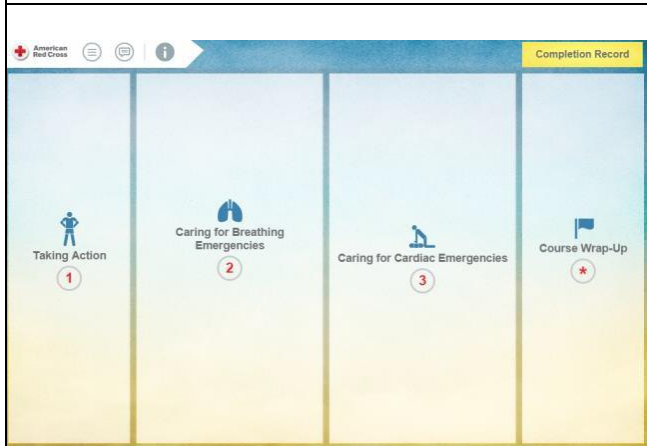 American
Red Cross
Completion Record
Taking Action
1
Caring for Breathing
Emergencies
2
Caring for Cardiac Emergencies
3
Course Wrap-Up
*